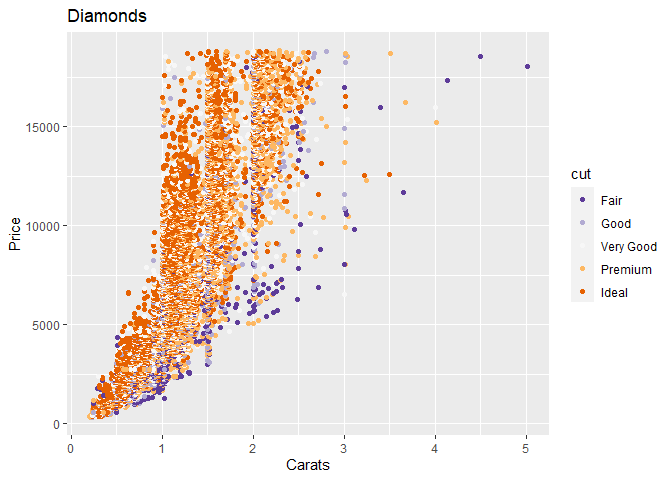 Diamonds
Price
15000
10000
5000
0
0 1 2 3 4 5
Carats
cut
Fair
Good
Very Good
Premium
Ideal